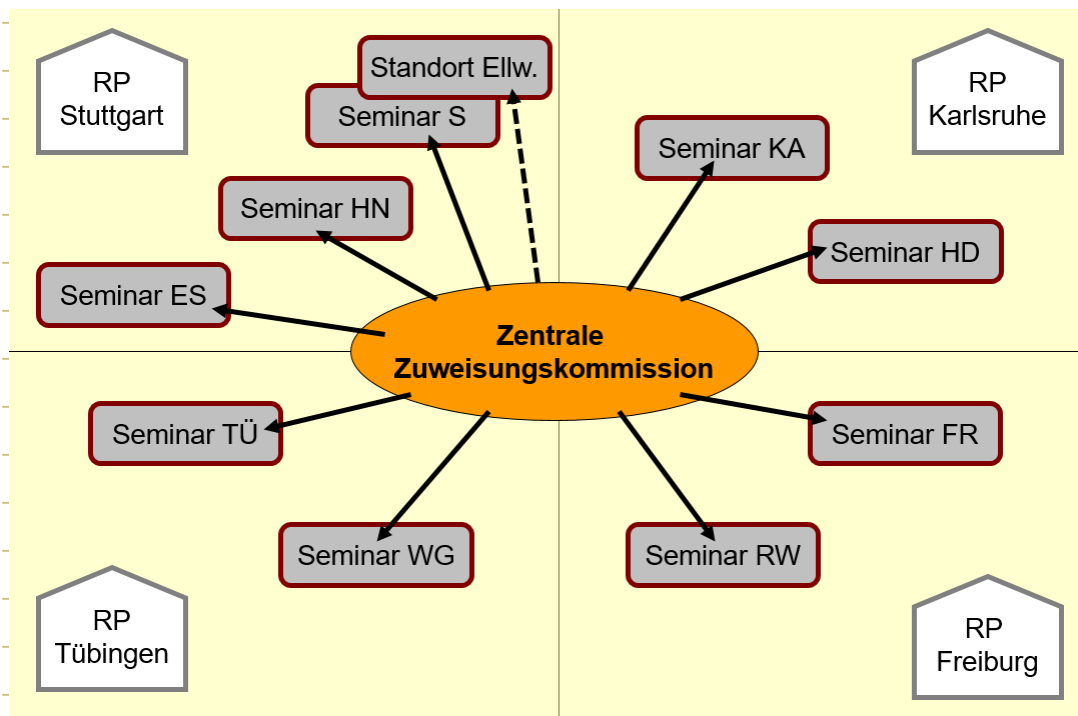 RP
Stuttgart
Standort Ellw.
Seminar S
RP
Karlsruhe
Seminar KA
Seminar HN
Seminar HD
Seminar ES
Zentrale
Zuweisungskommission
Seminar TÜ
Seminar FR
Seminar WG
Seminar RW
RP
Tübingen
RP
Freiburg